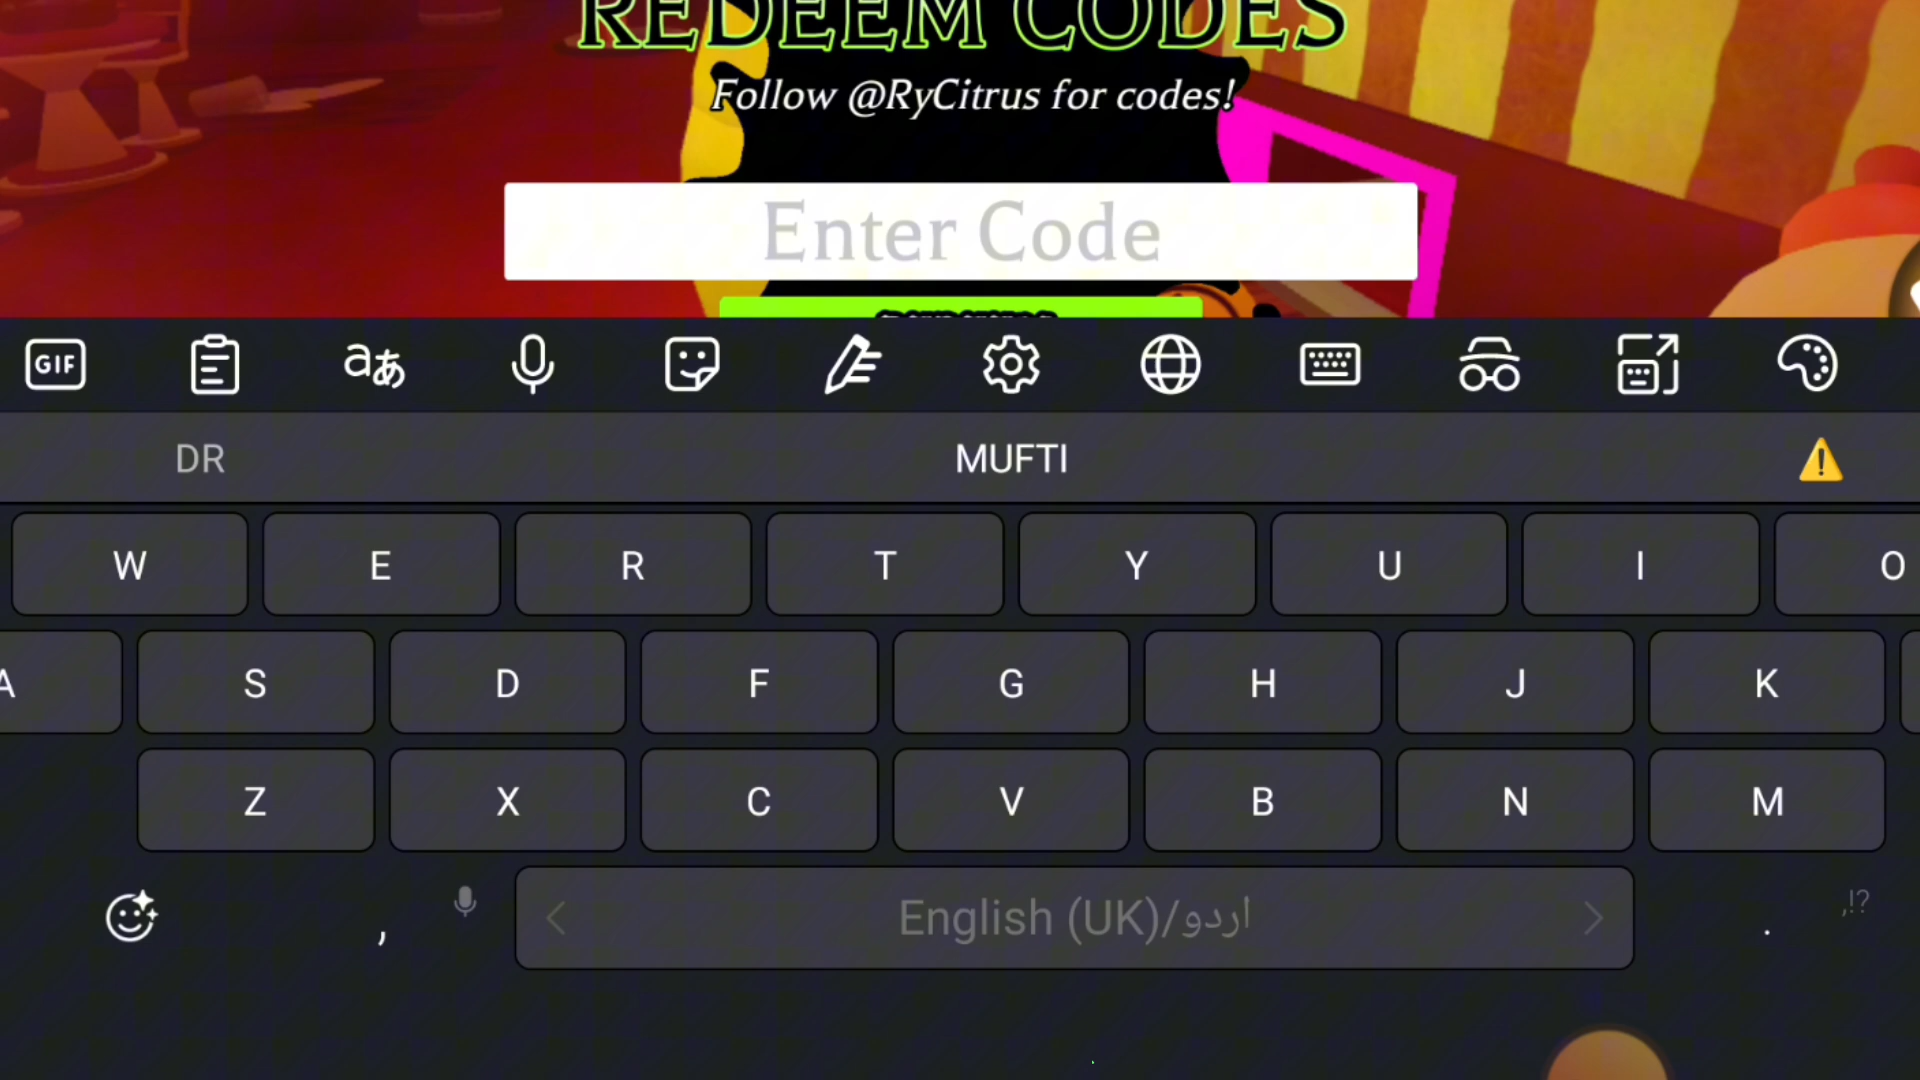 REDEEM CODES
Follow @RyCitrus for codes!
Enter Code
GIF
aあ
DR MUFTI ⚠️
W E R T Y U I O
A S D F G H J K
Z X C V B N M
, English (UK)/اردو . ,!?